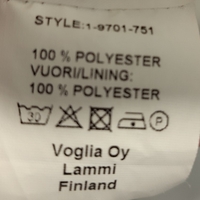 STYLE:1-9701-751
100 % POLYESTER
VUORI/LINING:
100 % POLYESTER
30 P
Voglia Oy
Lammi
Finland